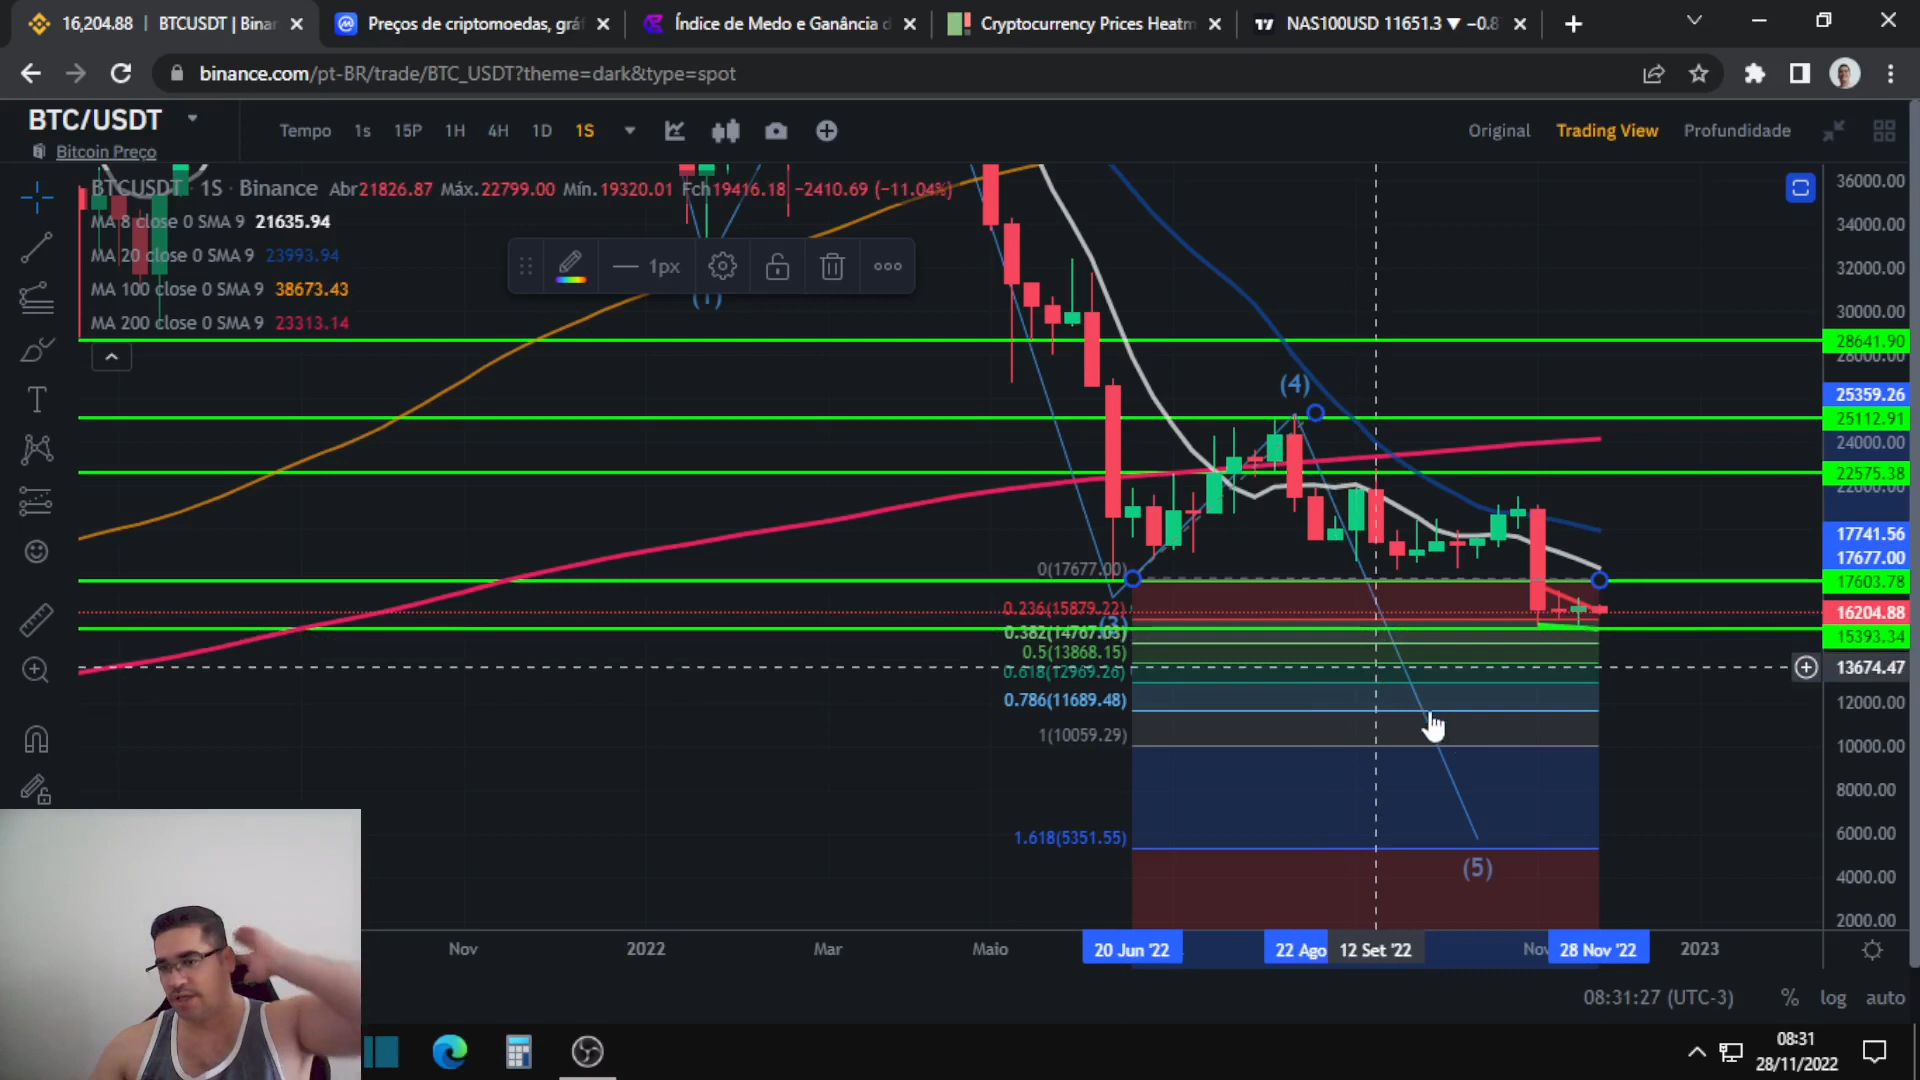 16,204.88 | BTCUSDT | Binan
Preços de criptomoedas, grá
Índice de Medo e Ganância d
Cryptocurrency Prices Heatm
NAS100USD 11651.3 ▼ −0.8
binance.com/pt-BR/trade/BTC_USDT?theme=dark&type=spot
BTC/USDT
Bitcoin Preço
Tempo 1s 15P 1H 4H 1D 1S
Original Trading View Profundidade
BTCUSDT · 1S · Binance Abr21826.87 Máx.22799.00 Mín.19320.01 Fch19416.18 −2410.69 (−11.04%)
MA 8 close 0 SMA 9 21635.94
MA 20 close 0 SMA 9 23993.94
MA 100 close 0 SMA 9 38673.43
MA 200 close 0 SMA 9 23313.14
1px
(1)
(4)
0(17677.00)
0.236(15879.22)
(3)
0.382(14767.03)
0.5(13868.15)
0.618(12969.26)
0.786(11689.48)
1(10059.29)
1.618(5351.55)
(5)
36000.00
34000.00
32000.00
30000.00
28641.90
28000.00
25359.26
25112.91
24000.00
22575.38
22000.00
17741.56
17677.00
17603.78
16204.88
15393.34
13674.47
12000.00
10000.00
8000.00
6000.00
4000.00
2000.00
Nov 2022 Mar Maio 20 Jun '22 22 Ago 12 Set '22 Nov 28 Nov '22 2023
08:31:27 (UTC-3) % log auto
08:31
28/11/2022